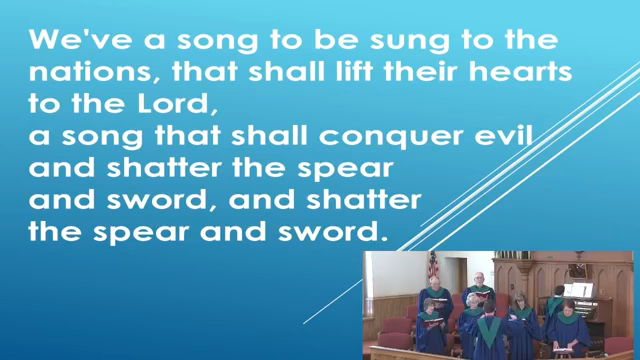 We've a song to be sung to the
nations, that shall lift their hearts
to the Lord,
a song that shall conquer evil
and shatter the spear
and sword, and shatter
the spear and sword.